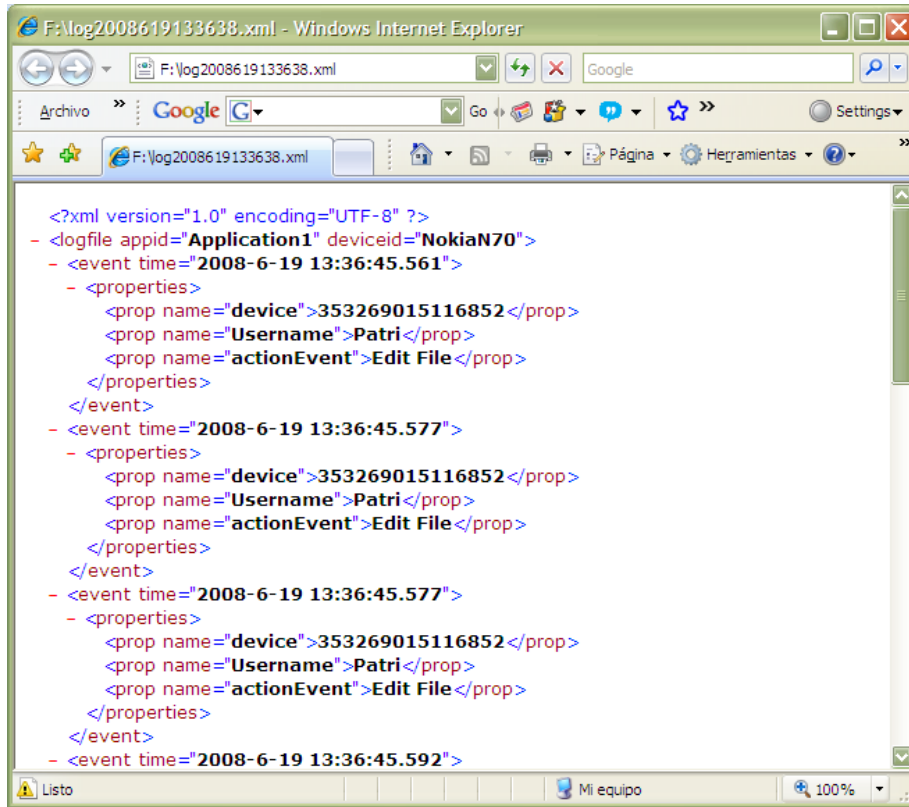 F:\log2008619133638.xml - Windows Internet Explorer
F:\log2008619133638.xml Google
Archivo » Google G Go » Settings
F:\log2008619133638.xml Página Herramientas »
<?xml version="1.0" encoding="UTF-8" ?>
- <logfile appid="Application1" deviceid="NokiaN70">
- <event time="2008-6-19 13:36:45.561">
- <properties>
<prop name="device">353269015116852</prop>
<prop name="Username">Patri</prop>
<prop name="actionEvent">Edit File</prop>
</properties>
</event>
- <event time="2008-6-19 13:36:45.577">
- <properties>
<prop name="device">353269015116852</prop>
<prop name="Username">Patri</prop>
<prop name="actionEvent">Edit File</prop>
</properties>
</event>
- <event time="2008-6-19 13:36:45.577">
- <properties>
<prop name="device">353269015116852</prop>
<prop name="Username">Patri</prop>
<prop name="actionEvent">Edit File</prop>
</properties>
</event>
- <event time="2008-6-19 13:36:45.592">
Listo Mi equipo 100%